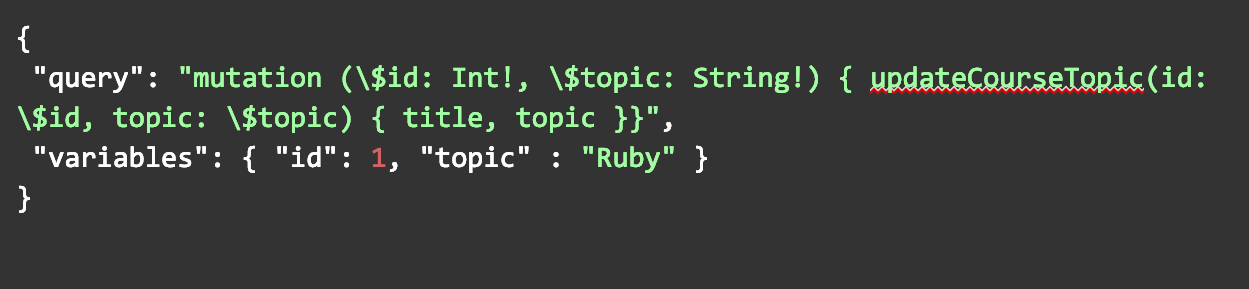 {
"query": "mutation (\$id: Int!, \$topic: String!) { updateCourseTopic(id:
\$id, topic: \$topic) { title, topic }}",
"variables": { "id": 1, "topic" : "Ruby" }
}